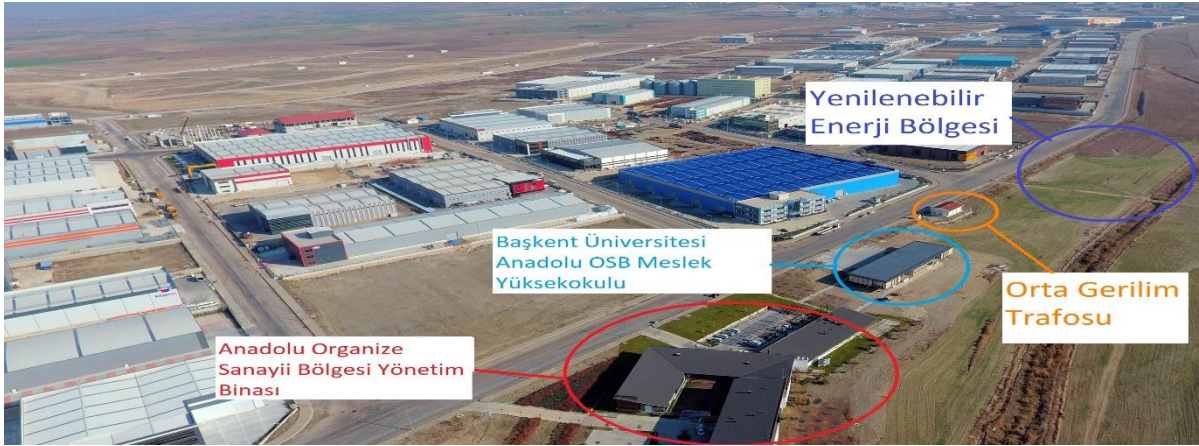 Yenilenebilir
Enerji Bölgesi
Başkent Üniversitesi
Anadolu OSB Meslek
Yüksekokulu
Orta Gerilim
Trafosu
Anadolu Organize
Sanayii Bölgesi Yönetim
Binası